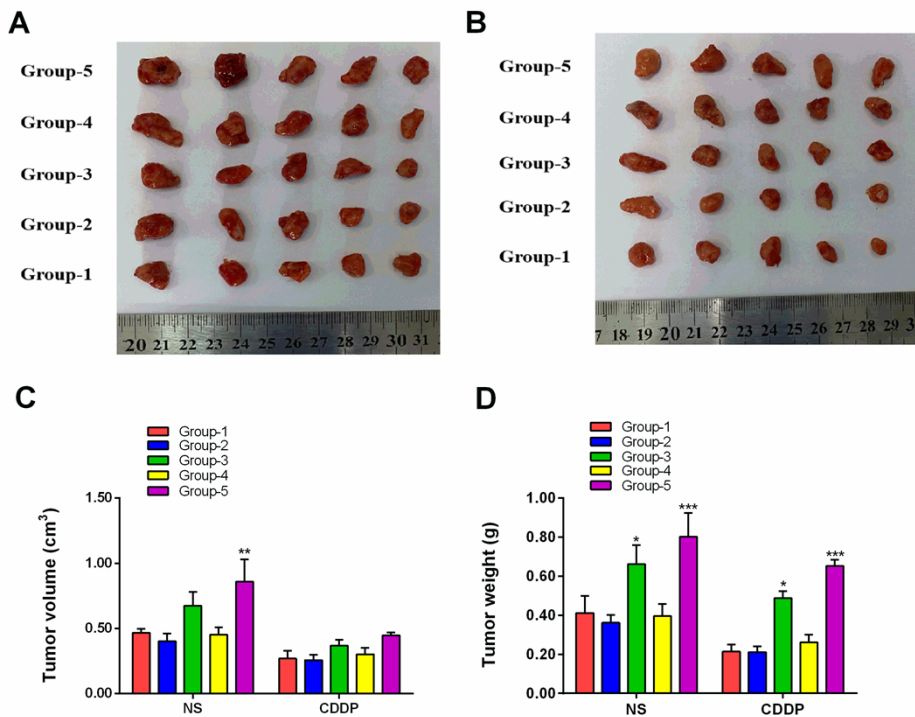 A
Group-5
Group-4
Group-3
Group-2
Group-1
20 21 22 23 24 25 26 27 28 29 30 31
B
Group-5
Group-4
Group-3
Group-2
Group-1
18 19 20 21 22 23 24 25 26 27 28 29
C
Group-1
Group-2
Group-3
Group-4
Group-5
Tumor volume (cm³)
1.50
1.00
0.50
0.00
**
NS CDDP
D
Group-1
Group-2
Group-3
Group-4
Group-5
Tumor weight (g)
1.00
0.80
0.60
0.40
0.20
0.00
* *** * ***
NS CDDP